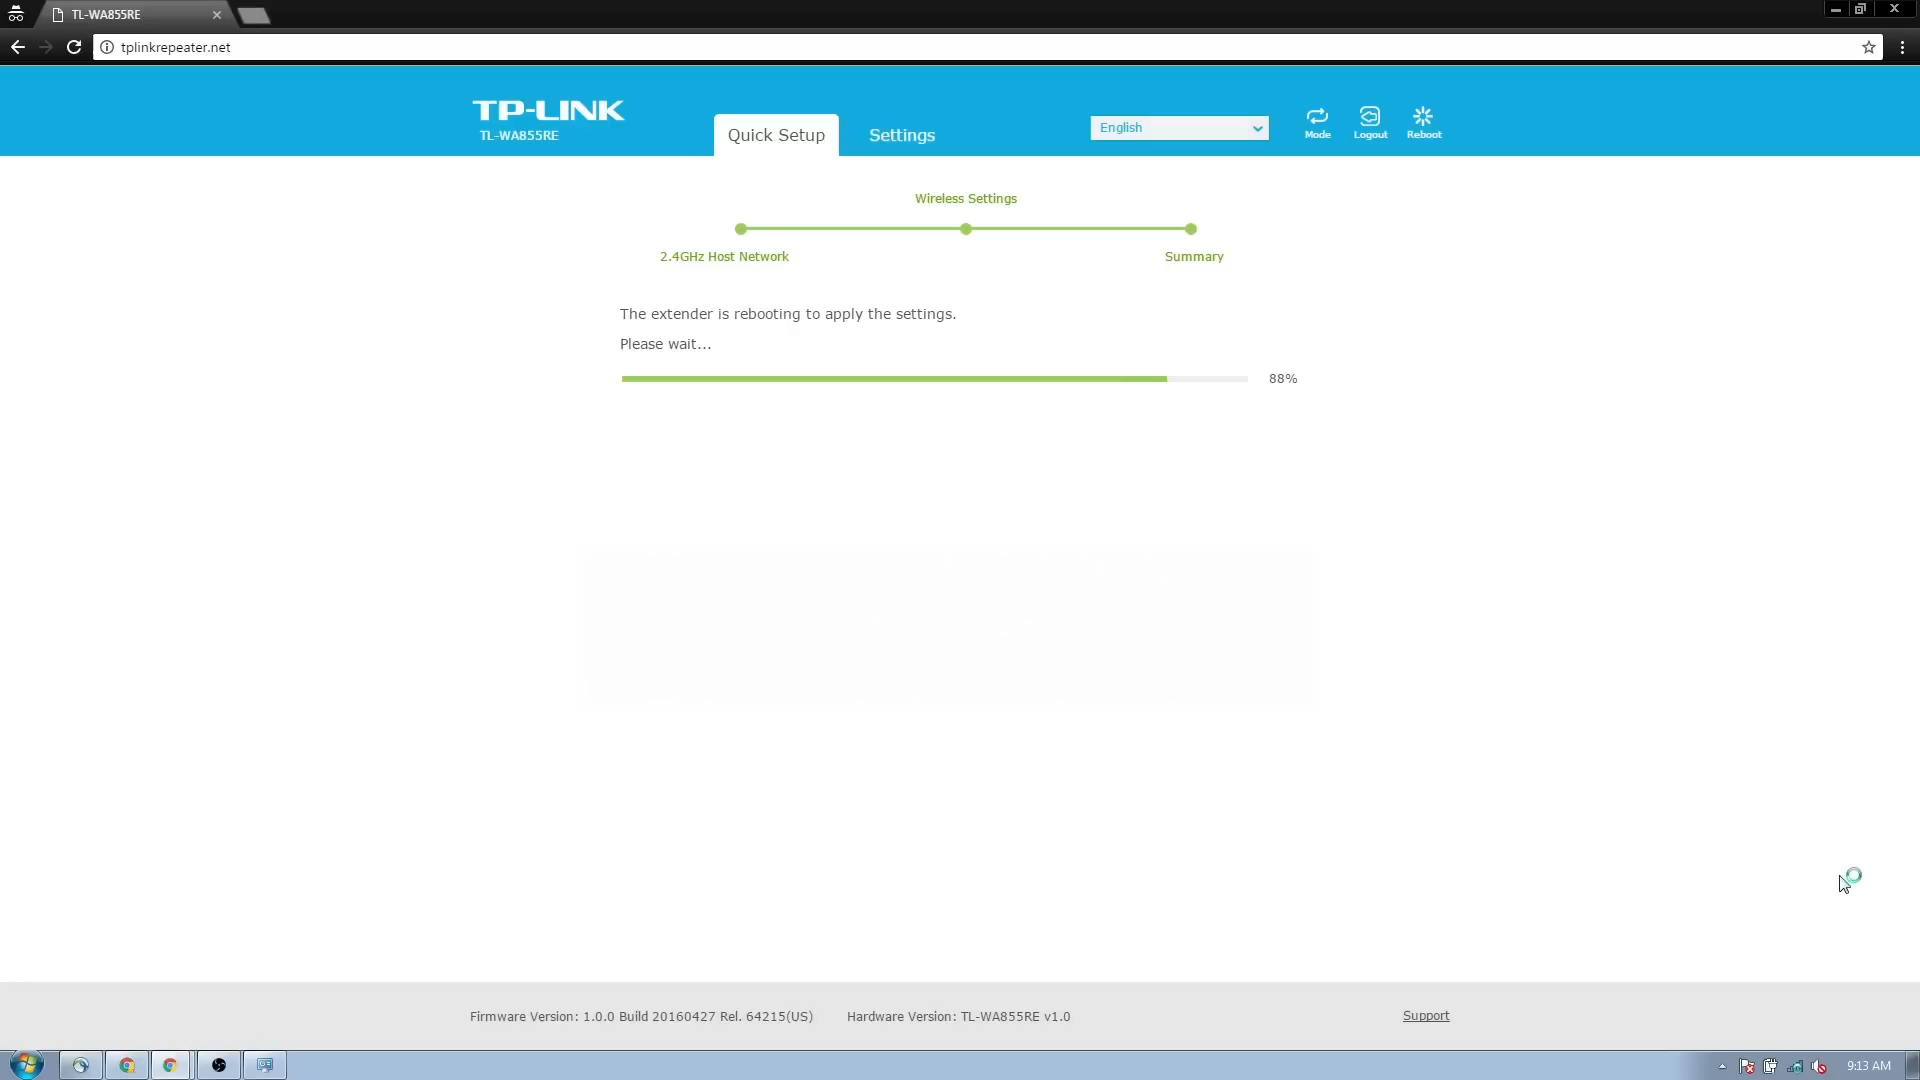 TL-WA855RE
tplinkrepeater.net
TP-LINK
TL-WA855RE
Quick Setup
Settings
English
Mode
Logout
Reboot
Wireless Settings
2.4GHz Host Network
Summary
The extender is rebooting to apply the settings.
Please wait...
88%
Firmware Version: 1.0.0 Build 20160427 Rel. 64215(US)
Hardware Version: TL-WA855RE v1.0
Support
9:13 AM